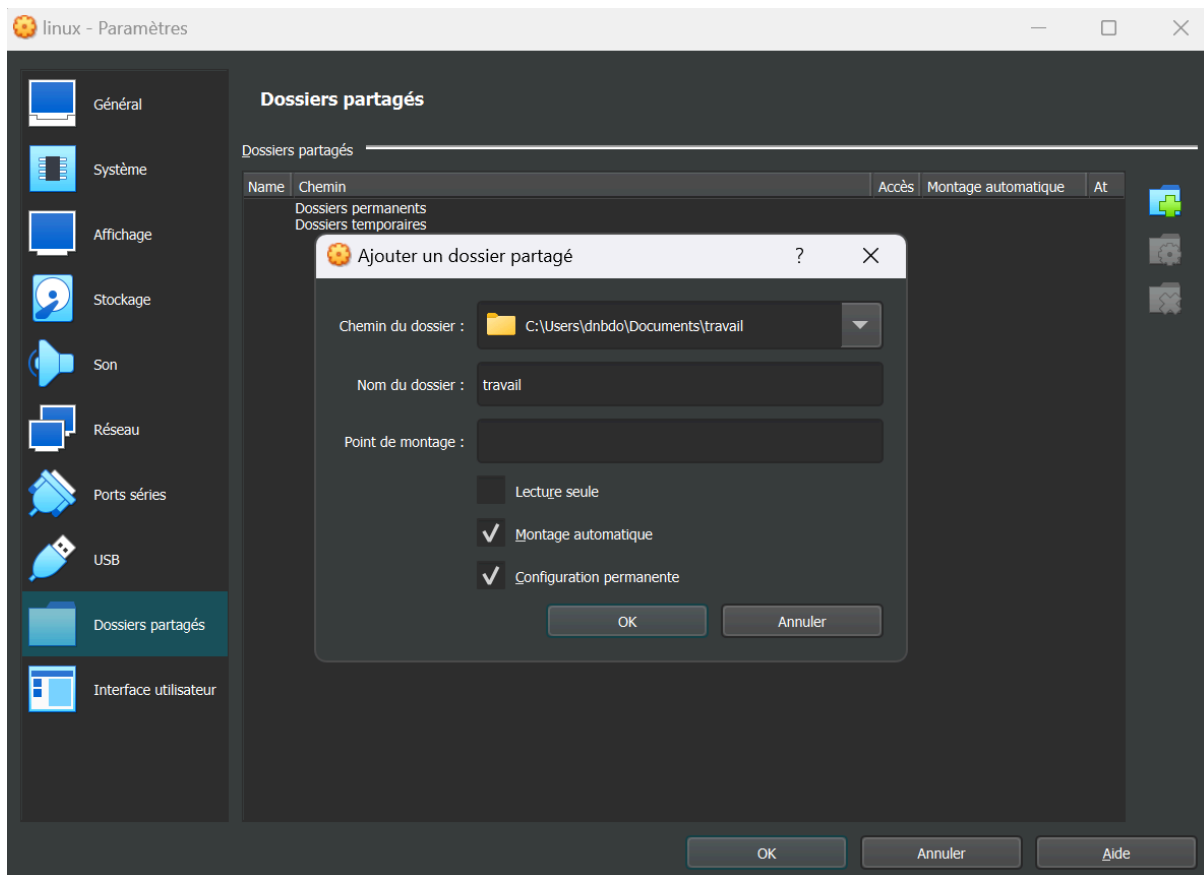 linux - Paramètres
Général
Système
Affichage
Stockage
Son
Réseau
Ports séries
USB
Dossiers partagés
Interface utilisateur
Dossiers partagés
Dossiers partagés
Name Chemin Accès Montage automatique At
Dossiers permanents
Dossiers temporaires
Ajouter un dossier partagé ?
Chemin du dossier : C:\Users\dnbdo\Documents\travail
Nom du dossier : travail
Point de montage :
Lecture seule
Montage automatique
Configuration permanente
OK Annuler
OK Annuler Aide